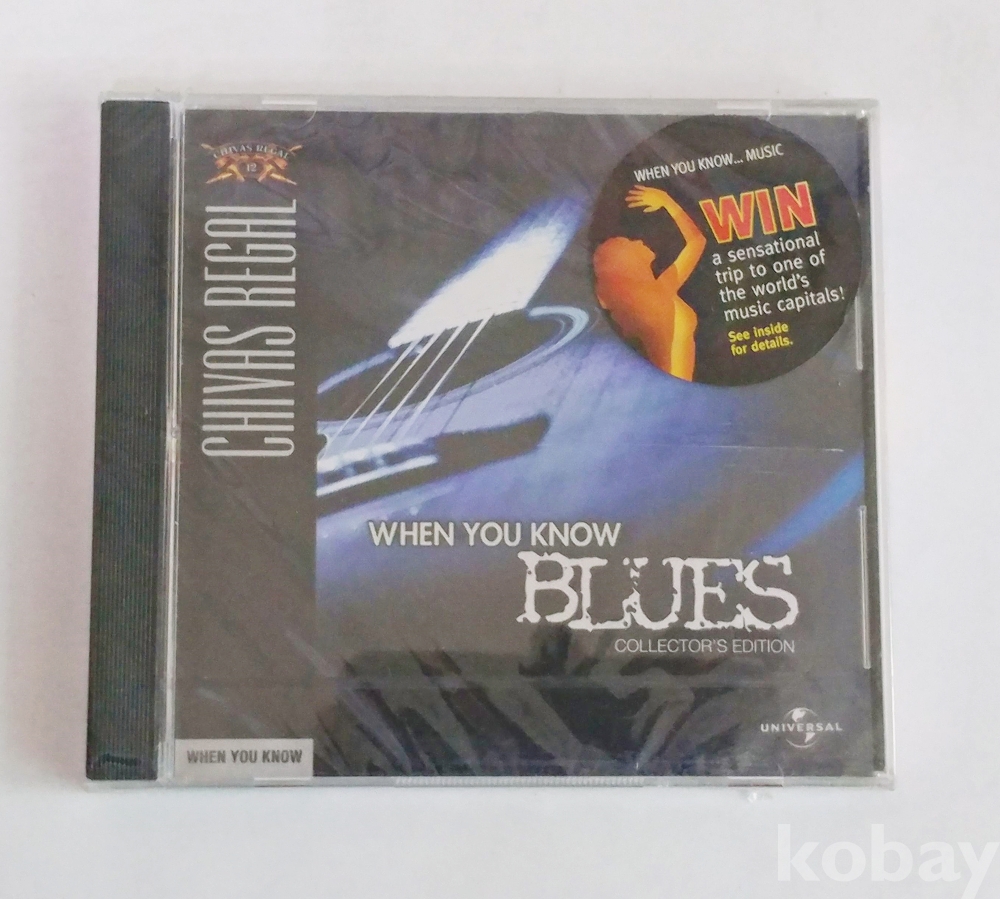 CHIVAS REGAL
12
CHIVAS REGAL
WHEN YOU KNOW... MUSIC
WIN
a sensational
trip to one of
the world's
music capitals!
See inside
for details.
WHEN YOU KNOW
BLUES
COLLECTOR'S EDITION
UNIVERSAL
WHEN YOU KNOW
kobay